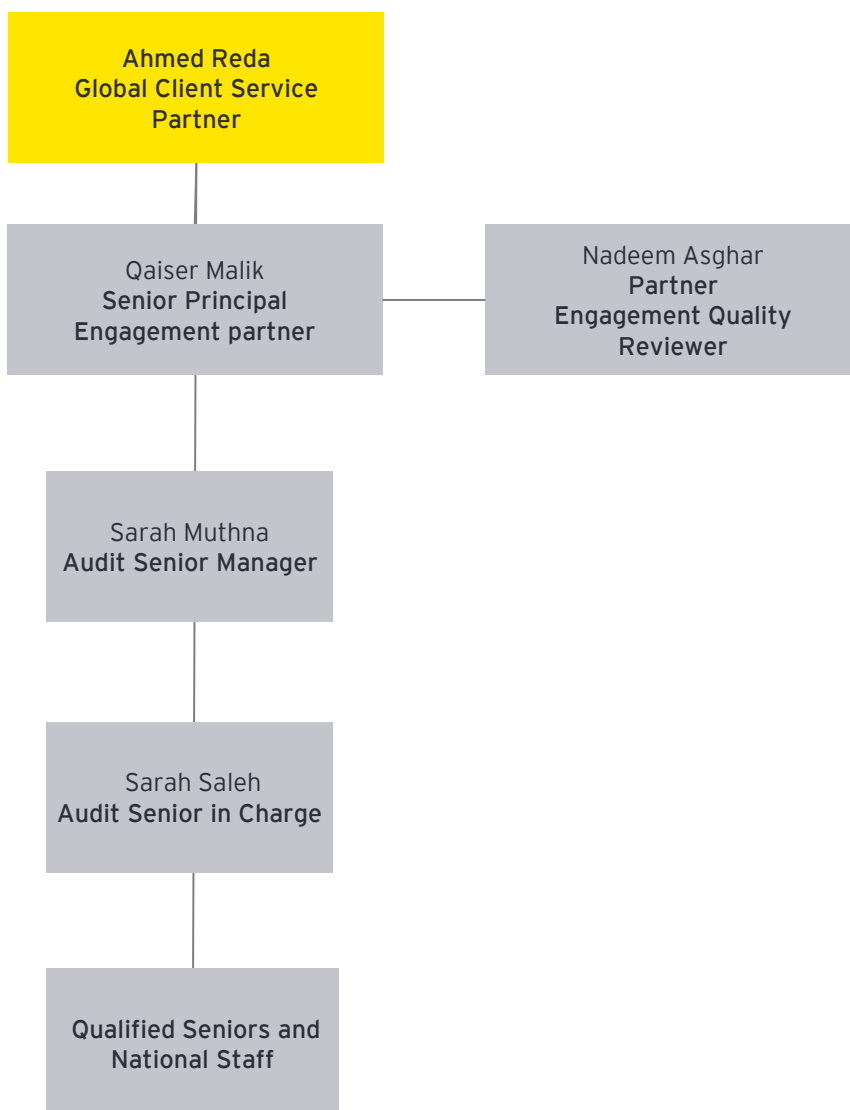 Ahmed Reda
Global Client Service
Partner
Qaiser Malik
Senior Principal
Engagement partner
Nadeem Asghar
Partner
Engagement Quality
Reviewer
Sarah Muthna
Audit Senior Manager
Sarah Saleh
Audit Senior in Charge
Qualified Seniors and
National Staff